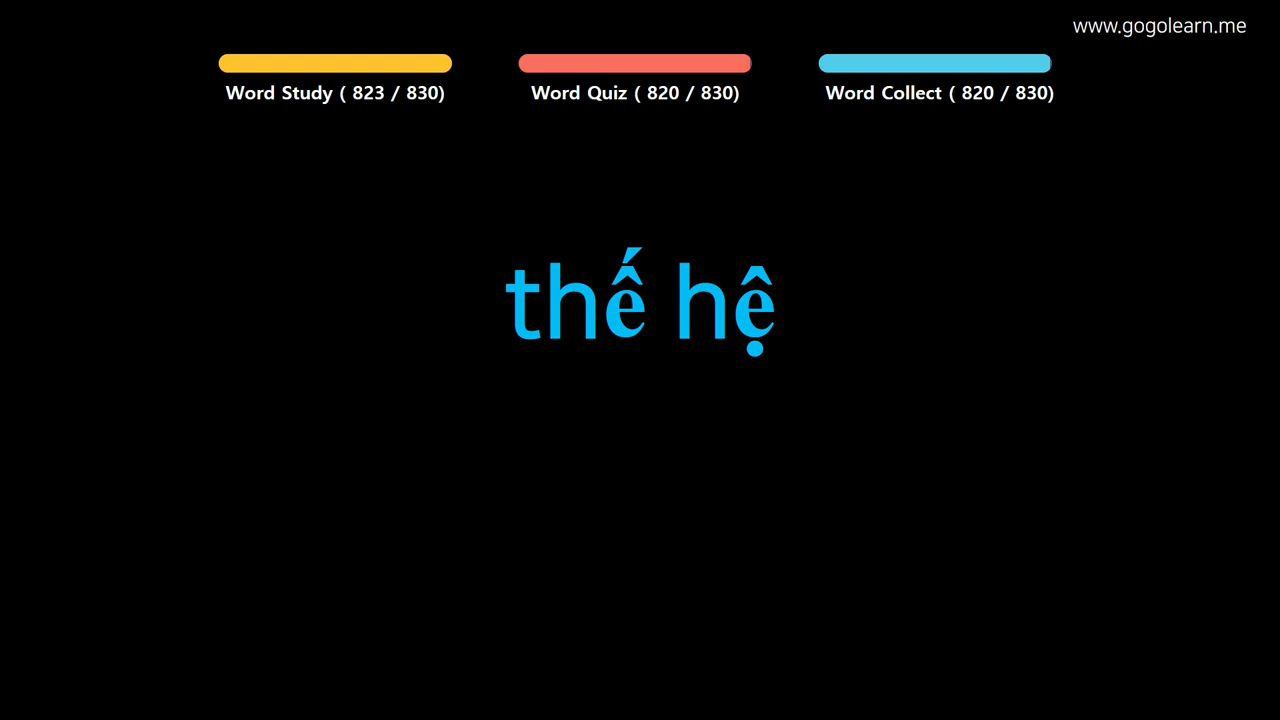 www.gogolearn.me
Word Study ( 823 / 830)
Word Quiz ( 820 / 830)
Word Collect ( 820 / 830)
thế hệ